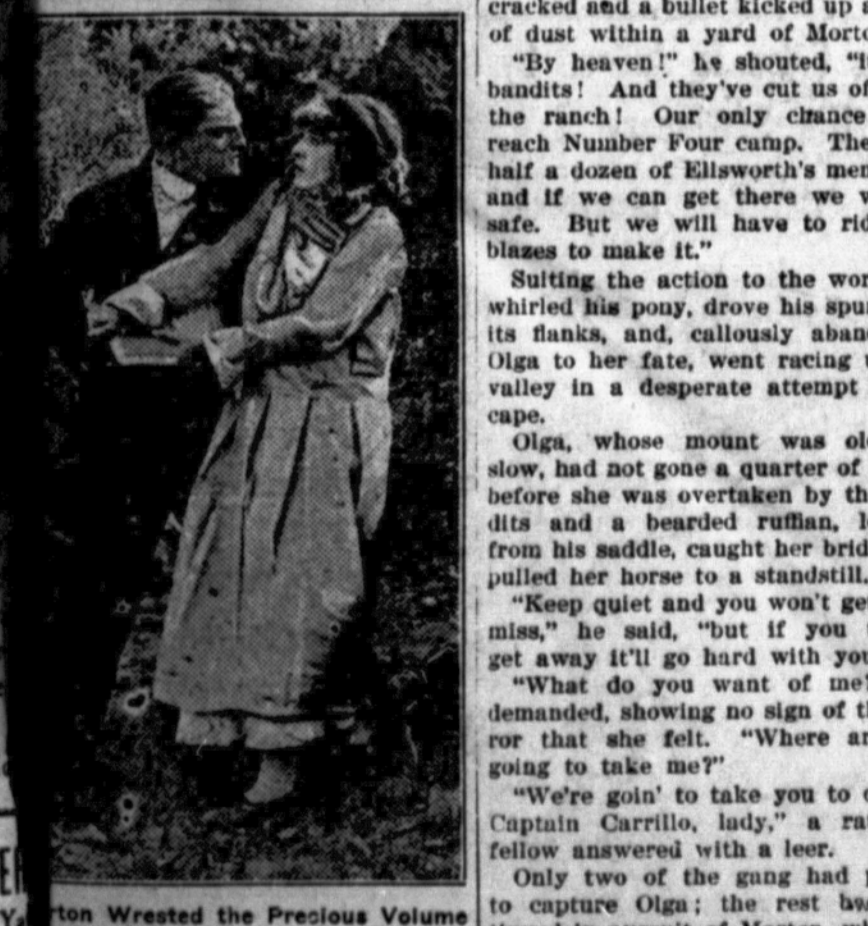 rton Wrested the Precious Volume
cracked and a bullet kicked up
of dust within a yard of Morto
"By heaven!" he shouted, "I
bandits! And they've cut us of
the ranch! Our only chance
reach Number Four camp. The
half a dozen of Ellsworth's men
and if we can get there we w
safe. But we will have to rid
blazes to make it."
Suiting the action to the wor
whirled his pony, drove his spu
its flanks, and, callously aban
Olga to her fate, went racing
valley in a desperate attempt
cape.
Olga, whose mount was ol
slow, had not gone a quarter of
before she was overtaken by th
dits and a bearded ruffian, l
from his saddle, caught her brid
pulled her horse to a standstill.
"Keep quiet and you won't ge
miss," he said, "but if you
get away it'll go hard with you
"What do you want of me?
demanded, showing no sign of t
ror that she felt. "Where ar
going to take me?"
"We're goin' to take you to
Captain Carrillo, lady," a ra
fellow answered with a leer.
Only two of the gang had
to capture Olga; the rest